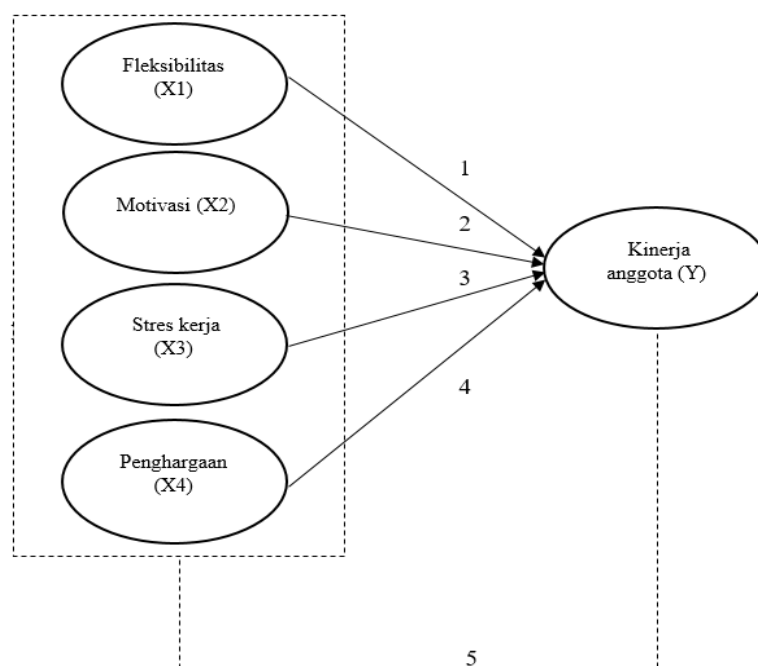 Fleksibilitas
(X1)
1
Motivasi (X2)
2
Kinerja
anggota (Y)
3
Stres kerja
(X3)
4
Penghargaan
(X4)
5